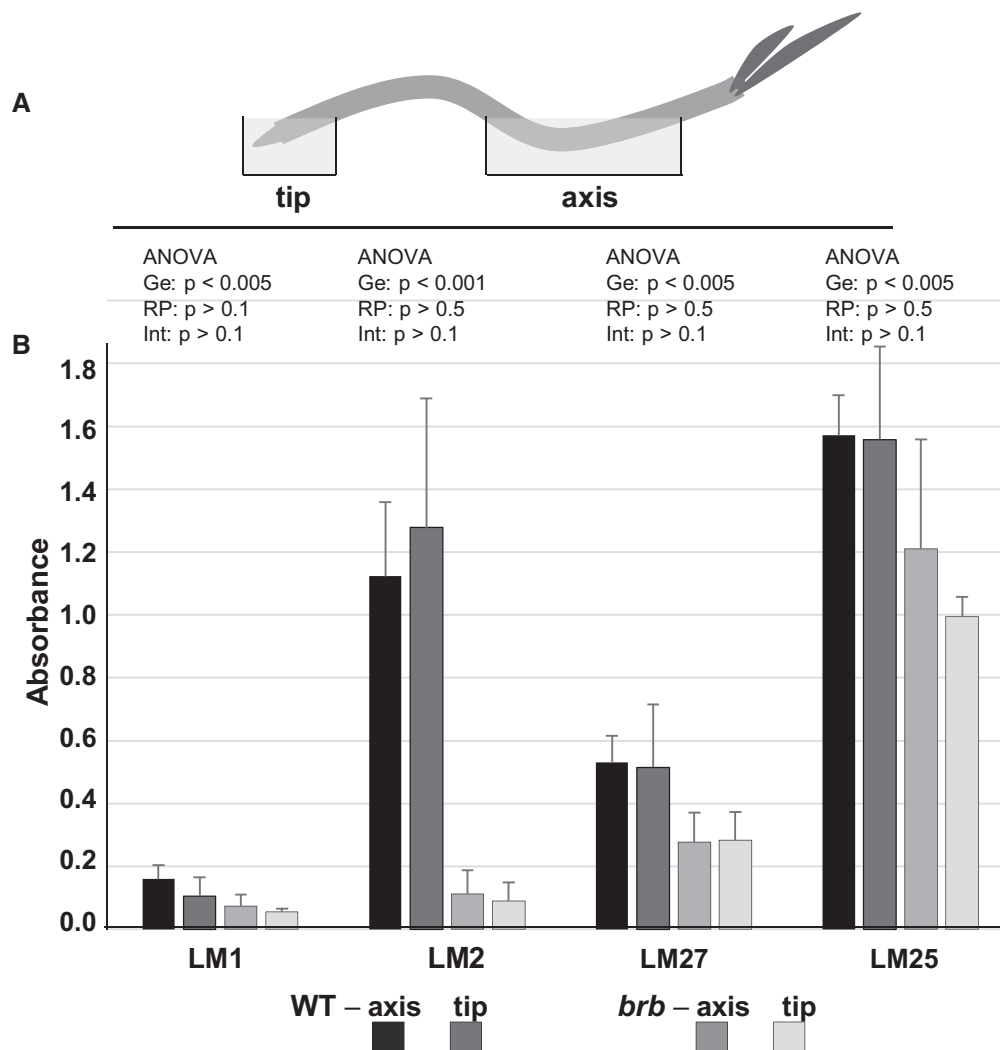 A
tip axis
ANOVA ANOVA ANOVA ANOVA
Ge: p < 0.005 Ge: p < 0.001 Ge: p < 0.005 Ge: p < 0.005
RP: p > 0.1 RP: p > 0.5 RP: p > 0.5 RP: p > 0.5
Int: p > 0.1 Int: p > 0.1 Int: p > 0.1 Int: p > 0.1
B
Absorbance
1.8
1.6
1.4
1.2
1.0
0.8
0.6
0.4
0.2
0.0
LM1 LM2 LM27 LM25
WT – axis tip brb – axis tip